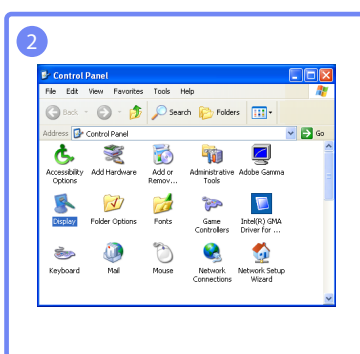 2
Control Panel
File Edit View Favorites Tools Help
Back Search Folders
Address Control Panel Go
Accessibility Options
Add Hardware
Add or Remov...
Administrative Tools
Adobe Gamma
Display
Folder Options
Fonts
Game Controllers
Intel(R) GMA Driver for ...
Keyboard
Mail
Mouse
Network Connections
Network Setup Wizard